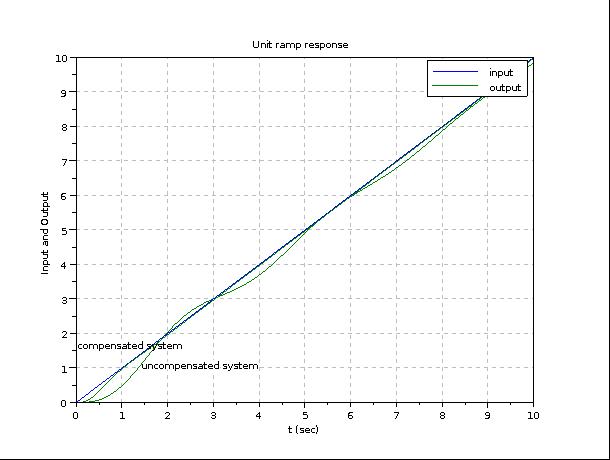 Unit ramp response
10
9
8
7
6
5
4
3
2
1
0
Input and Output
input
output
compensated system
uncompensated system
0 1 2 3 4 5 6 7 8 9 10
t (sec)